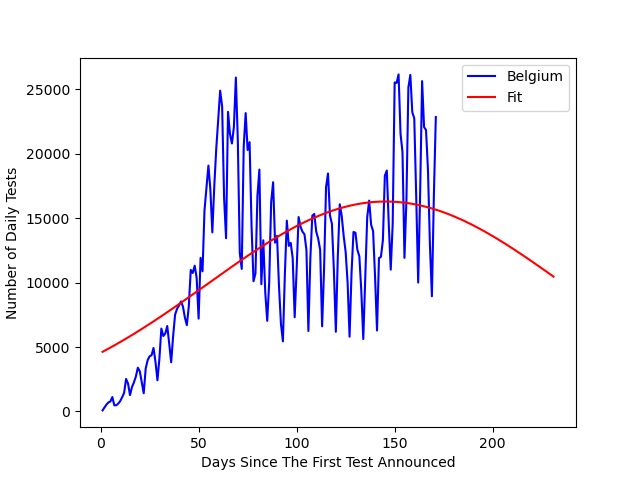 Belgium
Fit
25000
20000
15000
10000
5000
0
Number of Daily Tests
0 50 100 150 200
Days Since The First Test Announced